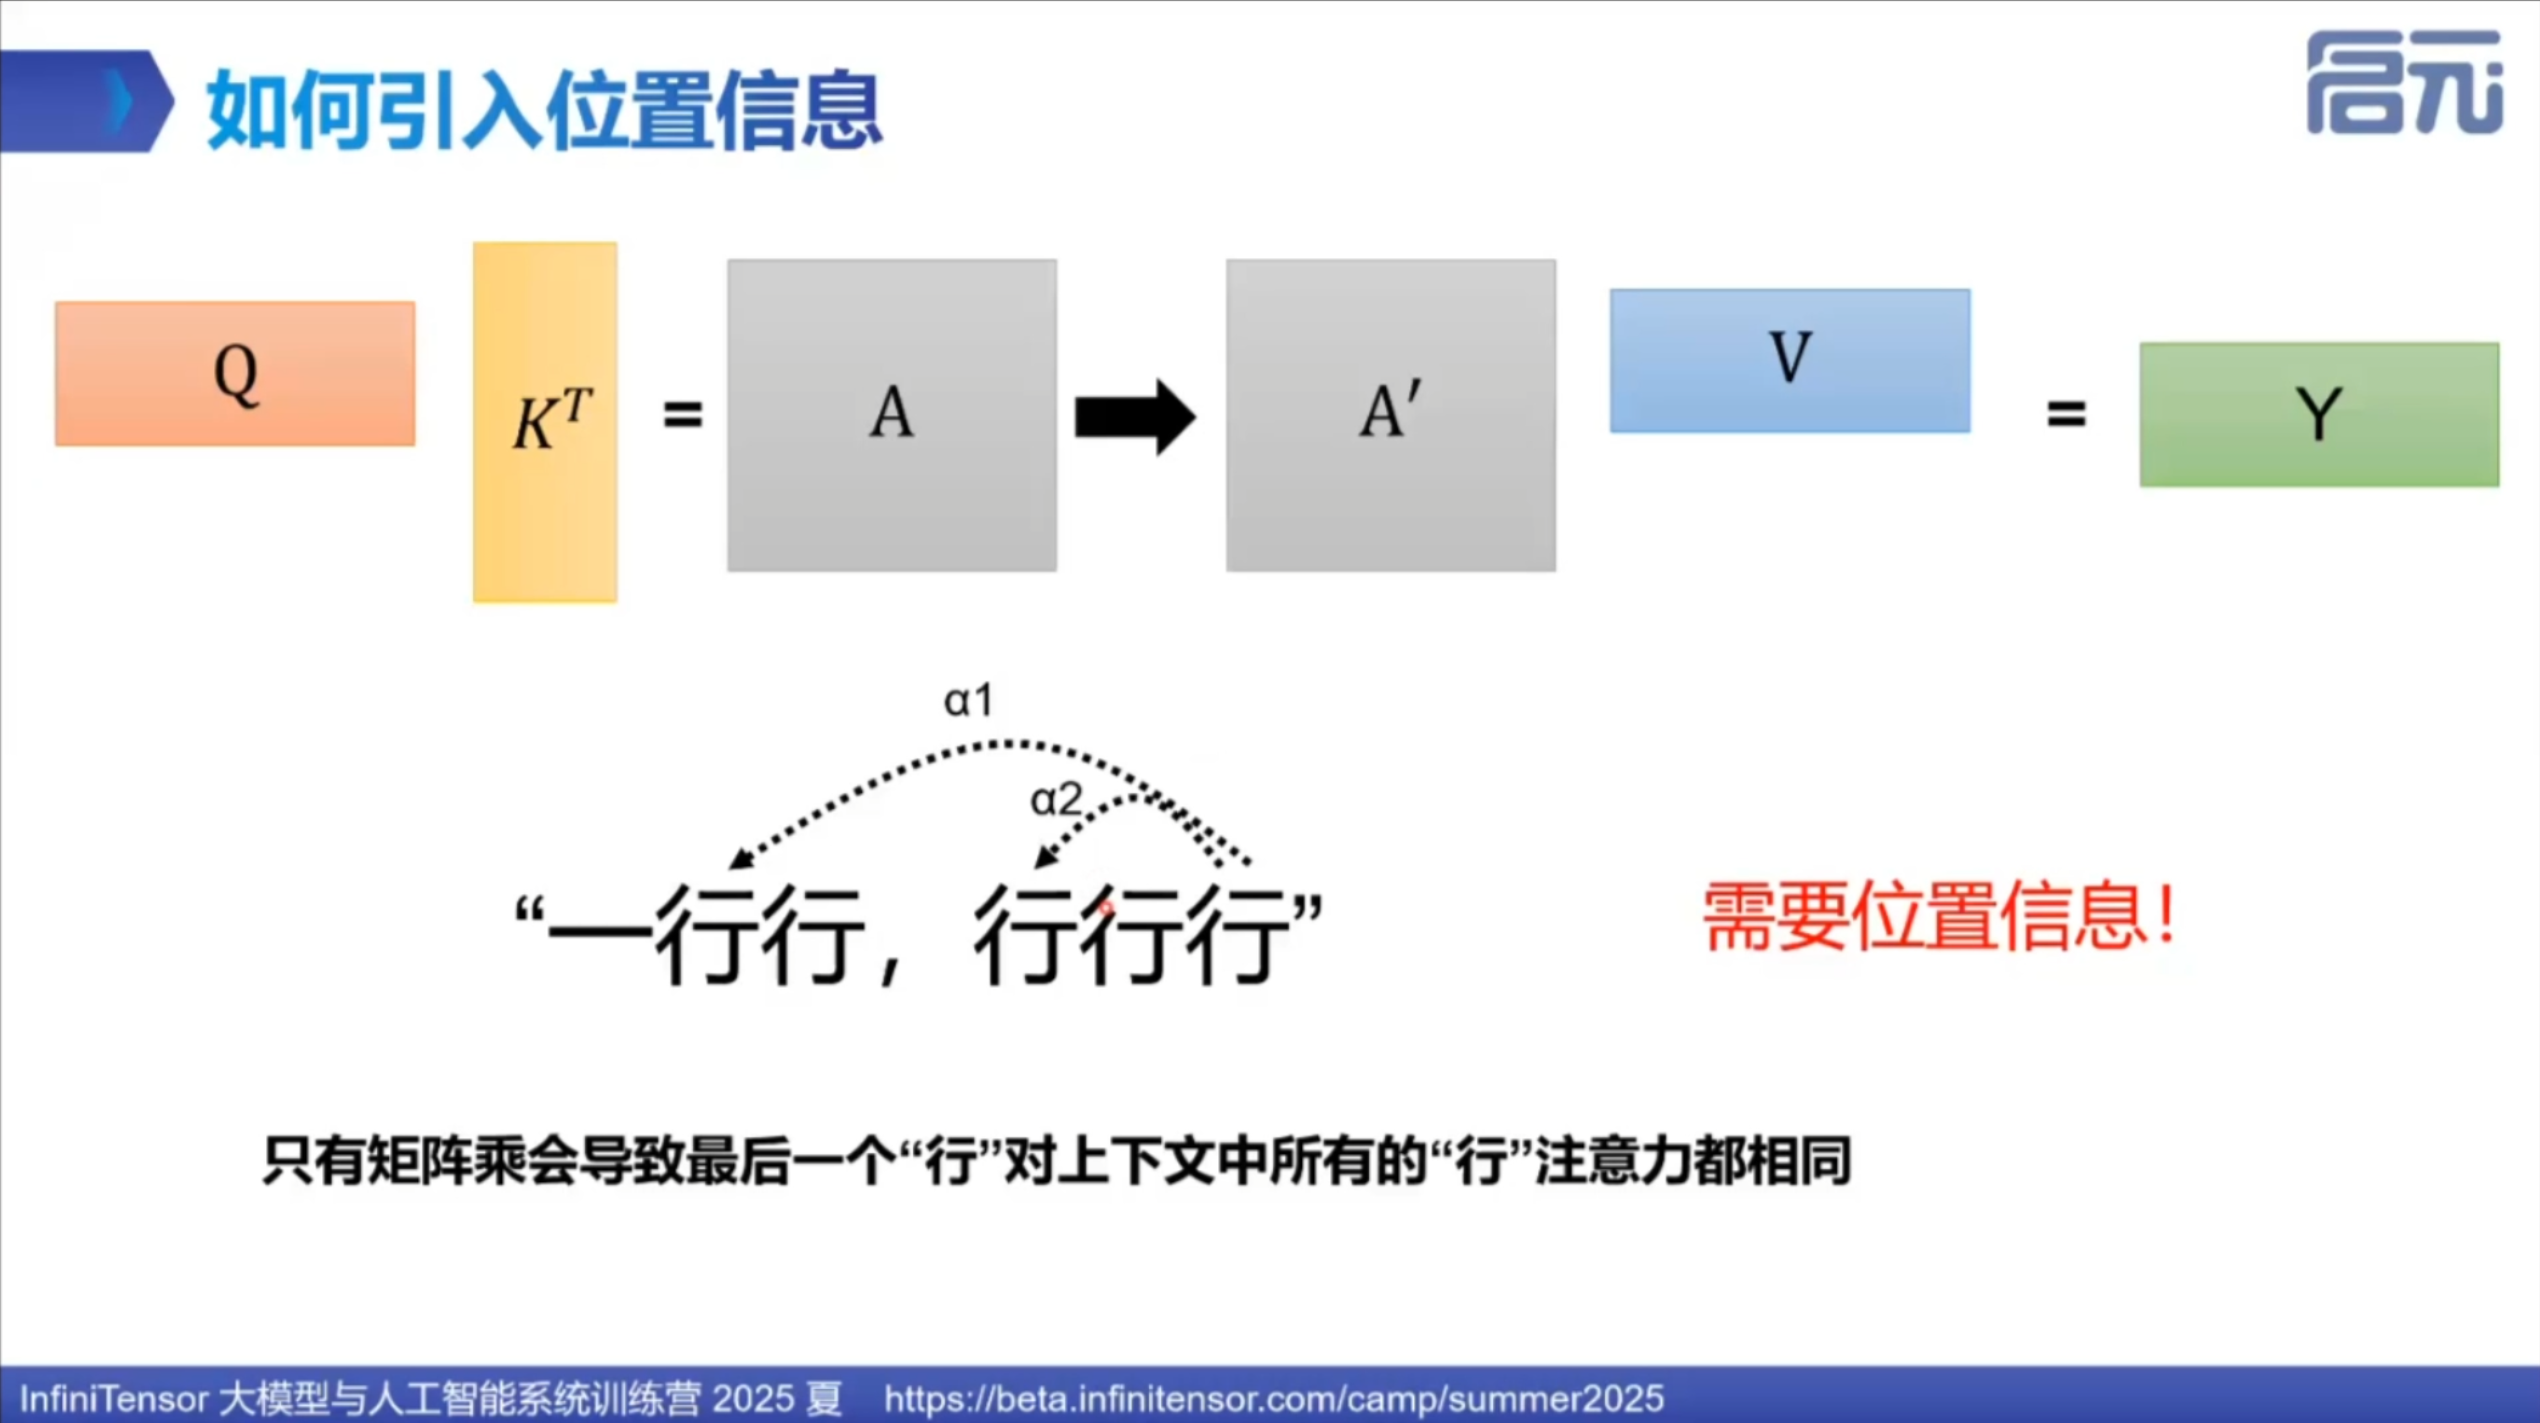 如何引入位置信息
启元
Q
K^T
=
A
A′
V
=
Y
α1
α2
“一行行，行行行”
需要位置信息！
只有矩阵乘会导致最后一个“行”对上下文中所有的“行”注意力都相同
InfiniTensor 大模型与人工智能系统训练营 2025 夏 https://beta.infinitensor.com/camp/summer2025